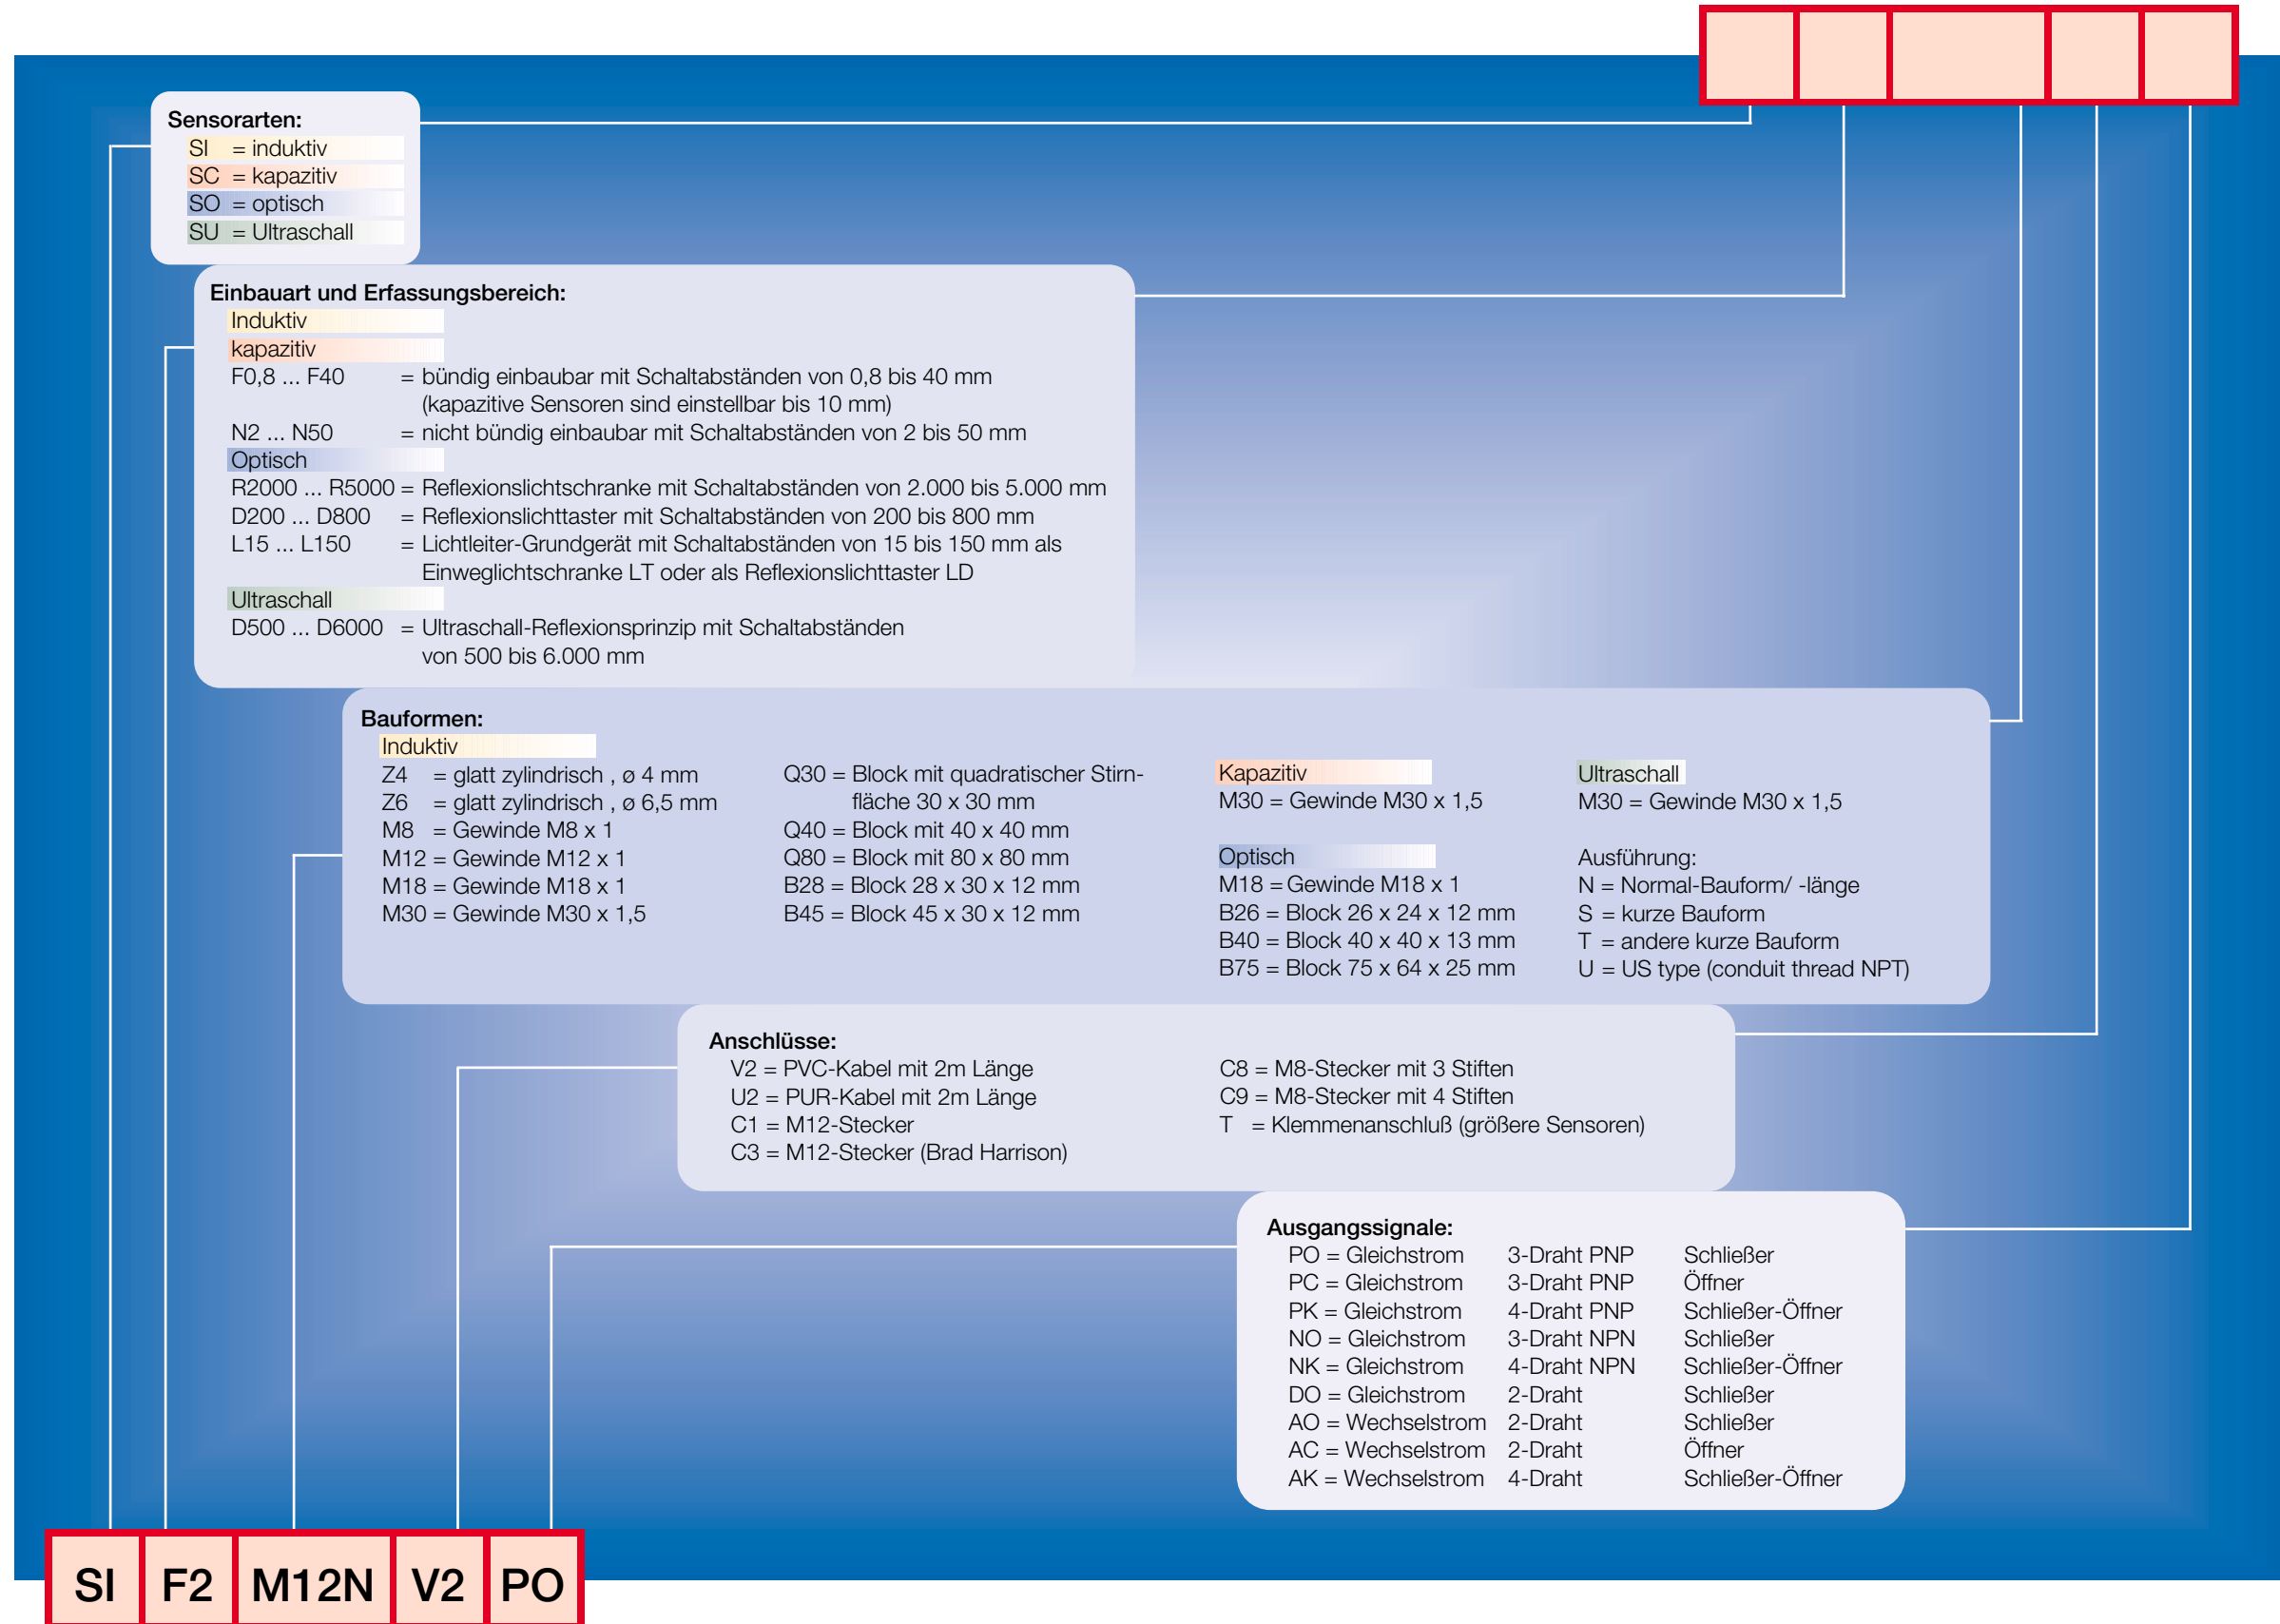 Sensorarten:
SI = induktiv
SC = kapazitiv
SO = optisch
SU = Ultraschall
Einbauart und Erfassungsbereich:
Induktiv
kapazitiv
F0,8 ... F40 = bündig einbaubar mit Schaltabständen von 0,8 bis 40 mm
(kapazitive Sensoren sind einstellbar bis 10 mm)
N2 ... N50 = nicht bündig einbaubar mit Schaltabständen von 2 bis 50 mm
Optisch
R2000 ... R5000 = Reflexionslichtschranke mit Schaltabständen von 2.000 bis 5.000 mm
D200 ... D800 = Reflexionslichttaster mit Schaltabständen von 200 bis 800 mm
L15 ... L150 = Lichtleiter-Grundgerät mit Schaltabständen von 15 bis 150 mm als
Einweglichtschranke LT oder als Reflexionslichttaster LD
Ultraschall
D500 ... D6000 = Ultraschall-Reflexionsprinzip mit Schaltabständen
von 500 bis 6.000 mm
Bauformen:
Induktiv
Z4 = glatt zylindrisch , ø 4 mm
Z6 = glatt zylindrisch , ø 6,5 mm
M8 = Gewinde M8 x 1
M12 = Gewinde M12 x 1
M18 = Gewinde M18 x 1
M30 = Gewinde M30 x 1,5
Q30 = Block mit quadratischer Stirn-
fläche 30 x 30 mm
Q40 = Block mit 40 x 40 mm
Q80 = Block mit 80 x 80 mm
B28 = Block 28 x 30 x 12 mm
B45 = Block 45 x 30 x 12 mm
Kapazitiv
M30 = Gewinde M30 x 1,5
Optisch
M18 = Gewinde M18 x 1
B26 = Block 26 x 24 x 12 mm
B40 = Block 40 x 40 x 13 mm
B75 = Block 75 x 64 x 25 mm
Ultraschall
M30 = Gewinde M30 x 1,5
Ausführung:
N = Normal-Bauform/ -länge
S = kurze Bauform
T = andere kurze Bauform
U = US type (conduit thread NPT)
Anschlüsse:
V2 = PVC-Kabel mit 2m Länge
U2 = PUR-Kabel mit 2m Länge
C1 = M12-Stecker
C3 = M12-Stecker (Brad Harrison)
C8 = M8-Stecker mit 3 Stiften
C9 = M8-Stecker mit 4 Stiften
T = Klemmenanschluß (größere Sensoren)
Ausgangssignale:
PO = Gleichstrom 3-Draht PNP Schließer
PC = Gleichstrom 3-Draht PNP Öffner
PK = Gleichstrom 4-Draht PNP Schließer-Öffner
NO = Gleichstrom 3-Draht NPN Schließer
NK = Gleichstrom 4-Draht NPN Schließer-Öffner
DO = Gleichstrom 2-Draht Schließer
AO = Wechselstrom 2-Draht Schließer
AC = Wechselstrom 2-Draht Öffner
AK = Wechselstrom 4-Draht Schließer-Öffner
SI F2 M12N V2 PO